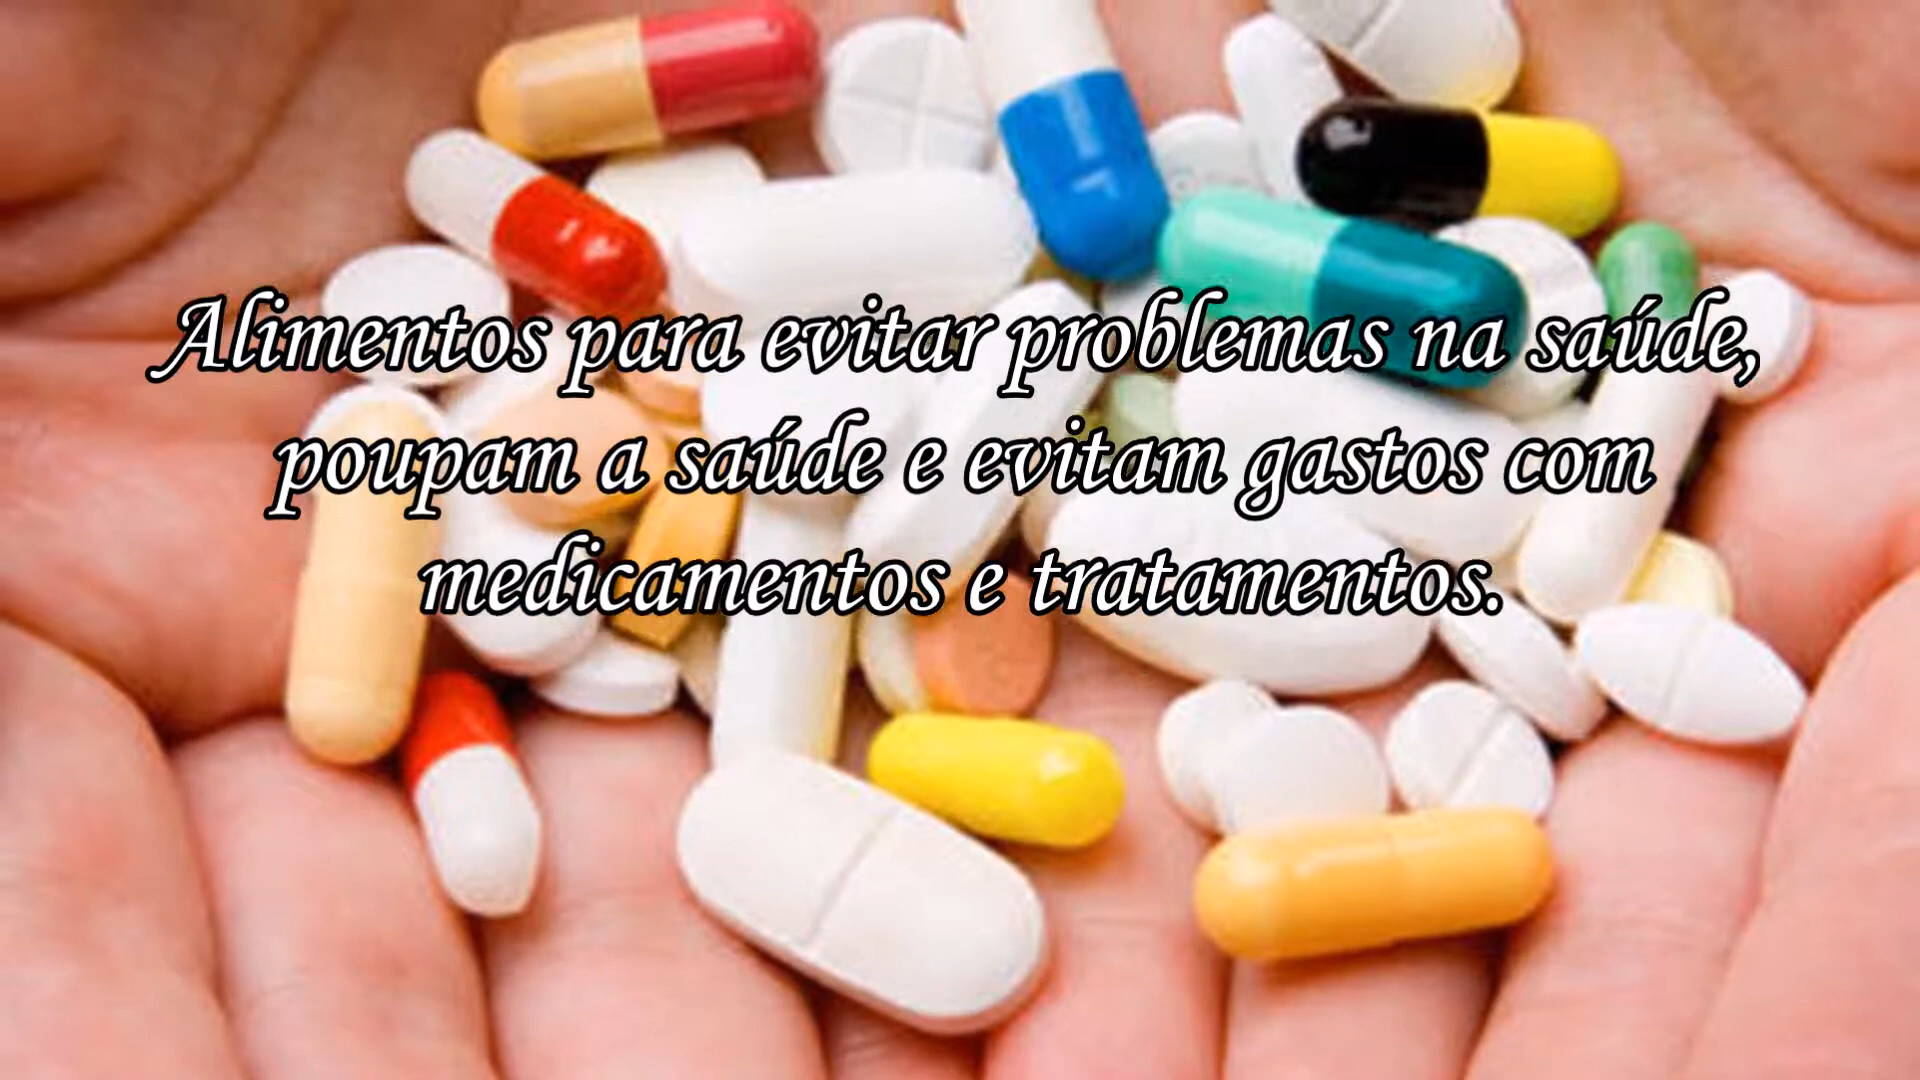 Alimentos para evitar problemas na saúde,
poupam a saúde e evitam gastos com
medicamentos e tratamentos.